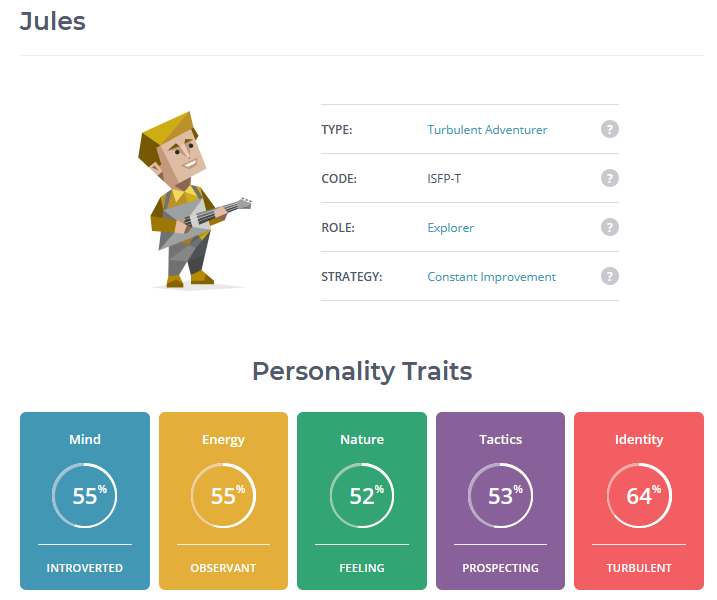 Jules
TYPE: Turbulent Adventurer ?
CODE: ISFP-T ?
ROLE: Explorer ?
STRATEGY: Constant Improvement ?
Personality Traits
Mind Energy Nature Tactics Identity
55% 55% 52% 53% 64%
INTROVERTED OBSERVANT FEELING PROSPECTING TURBULENT